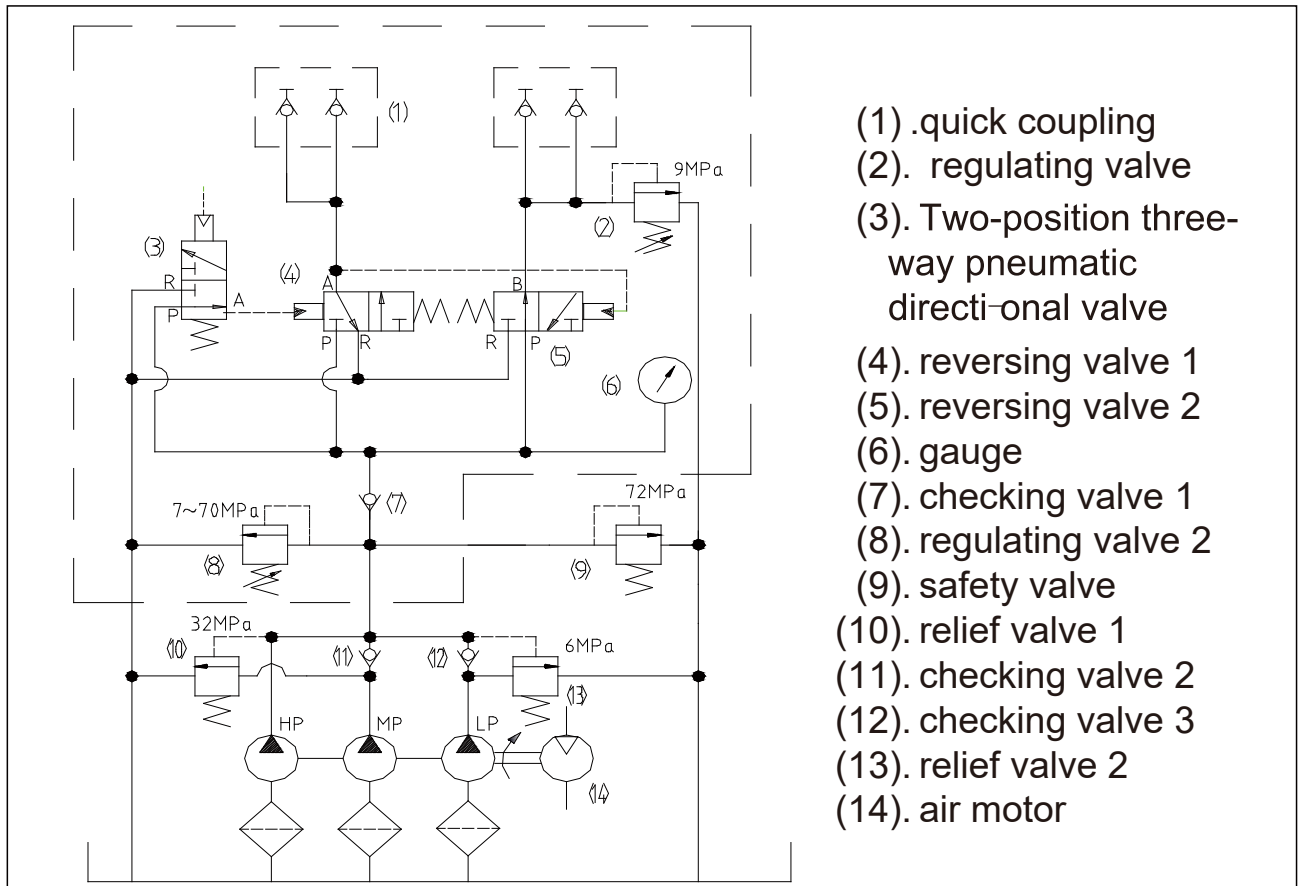 (1)
9MPa
(2)
(3)
(4)
R
A
P
A
B
P
R
R
P
(5)
(6)
(7)
7~70MPa
72MPa
(8)
(9)
32MPa
(10)
(11)
(12)
6MPa
(13)
HP
MP
LP
(14)
(1) .quick coupling
(2). regulating valve
(3). Two-position three-
way pneumatic
directi-onal valve
(4). reversing valve 1
(5). reversing valve 2
(6). gauge
(7). checking valve 1
(8). regulating valve 2
(9). safety valve
(10). relief valve 1
(11). checking valve 2
(12). checking valve 3
(13). relief valve 2
(14). air motor